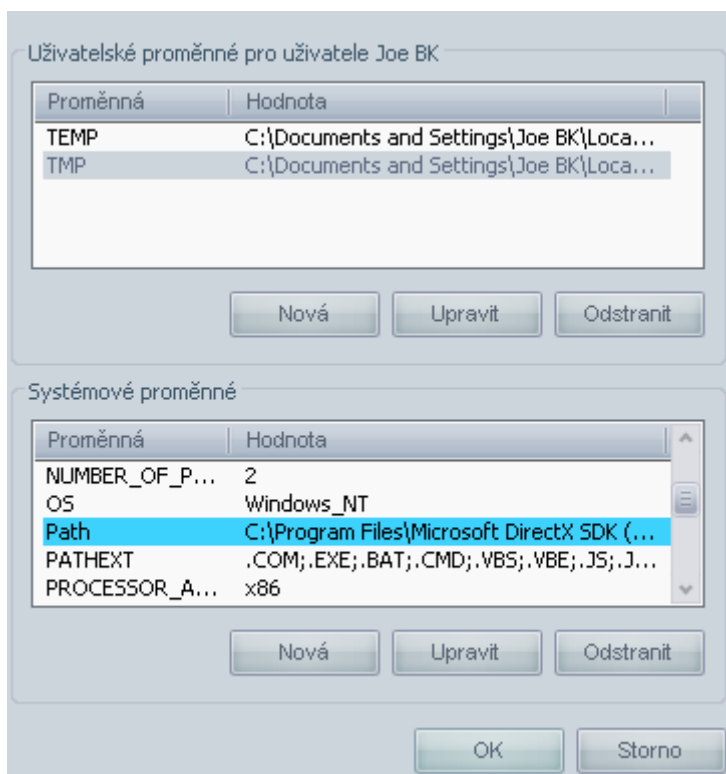 Uživatelské proměnné pro uživatele Joe BK
Proměnná Hodnota
TEMP C:\Documents and Settings\Joe BK\Loca...
TMP C:\Documents and Settings\Joe BK\Loca...
Nová Upravit Odstranit
Systémové proměnné
Proměnná Hodnota
NUMBER_OF_P... 2
OS Windows_NT
Path C:\Program Files\Microsoft DirectX SDK (...
PATHEXT .COM;.EXE;.BAT;.CMD;.VBS;.VBE;.JS;.J...
PROCESSOR_A... x86
Nová Upravit Odstranit
OK Storno